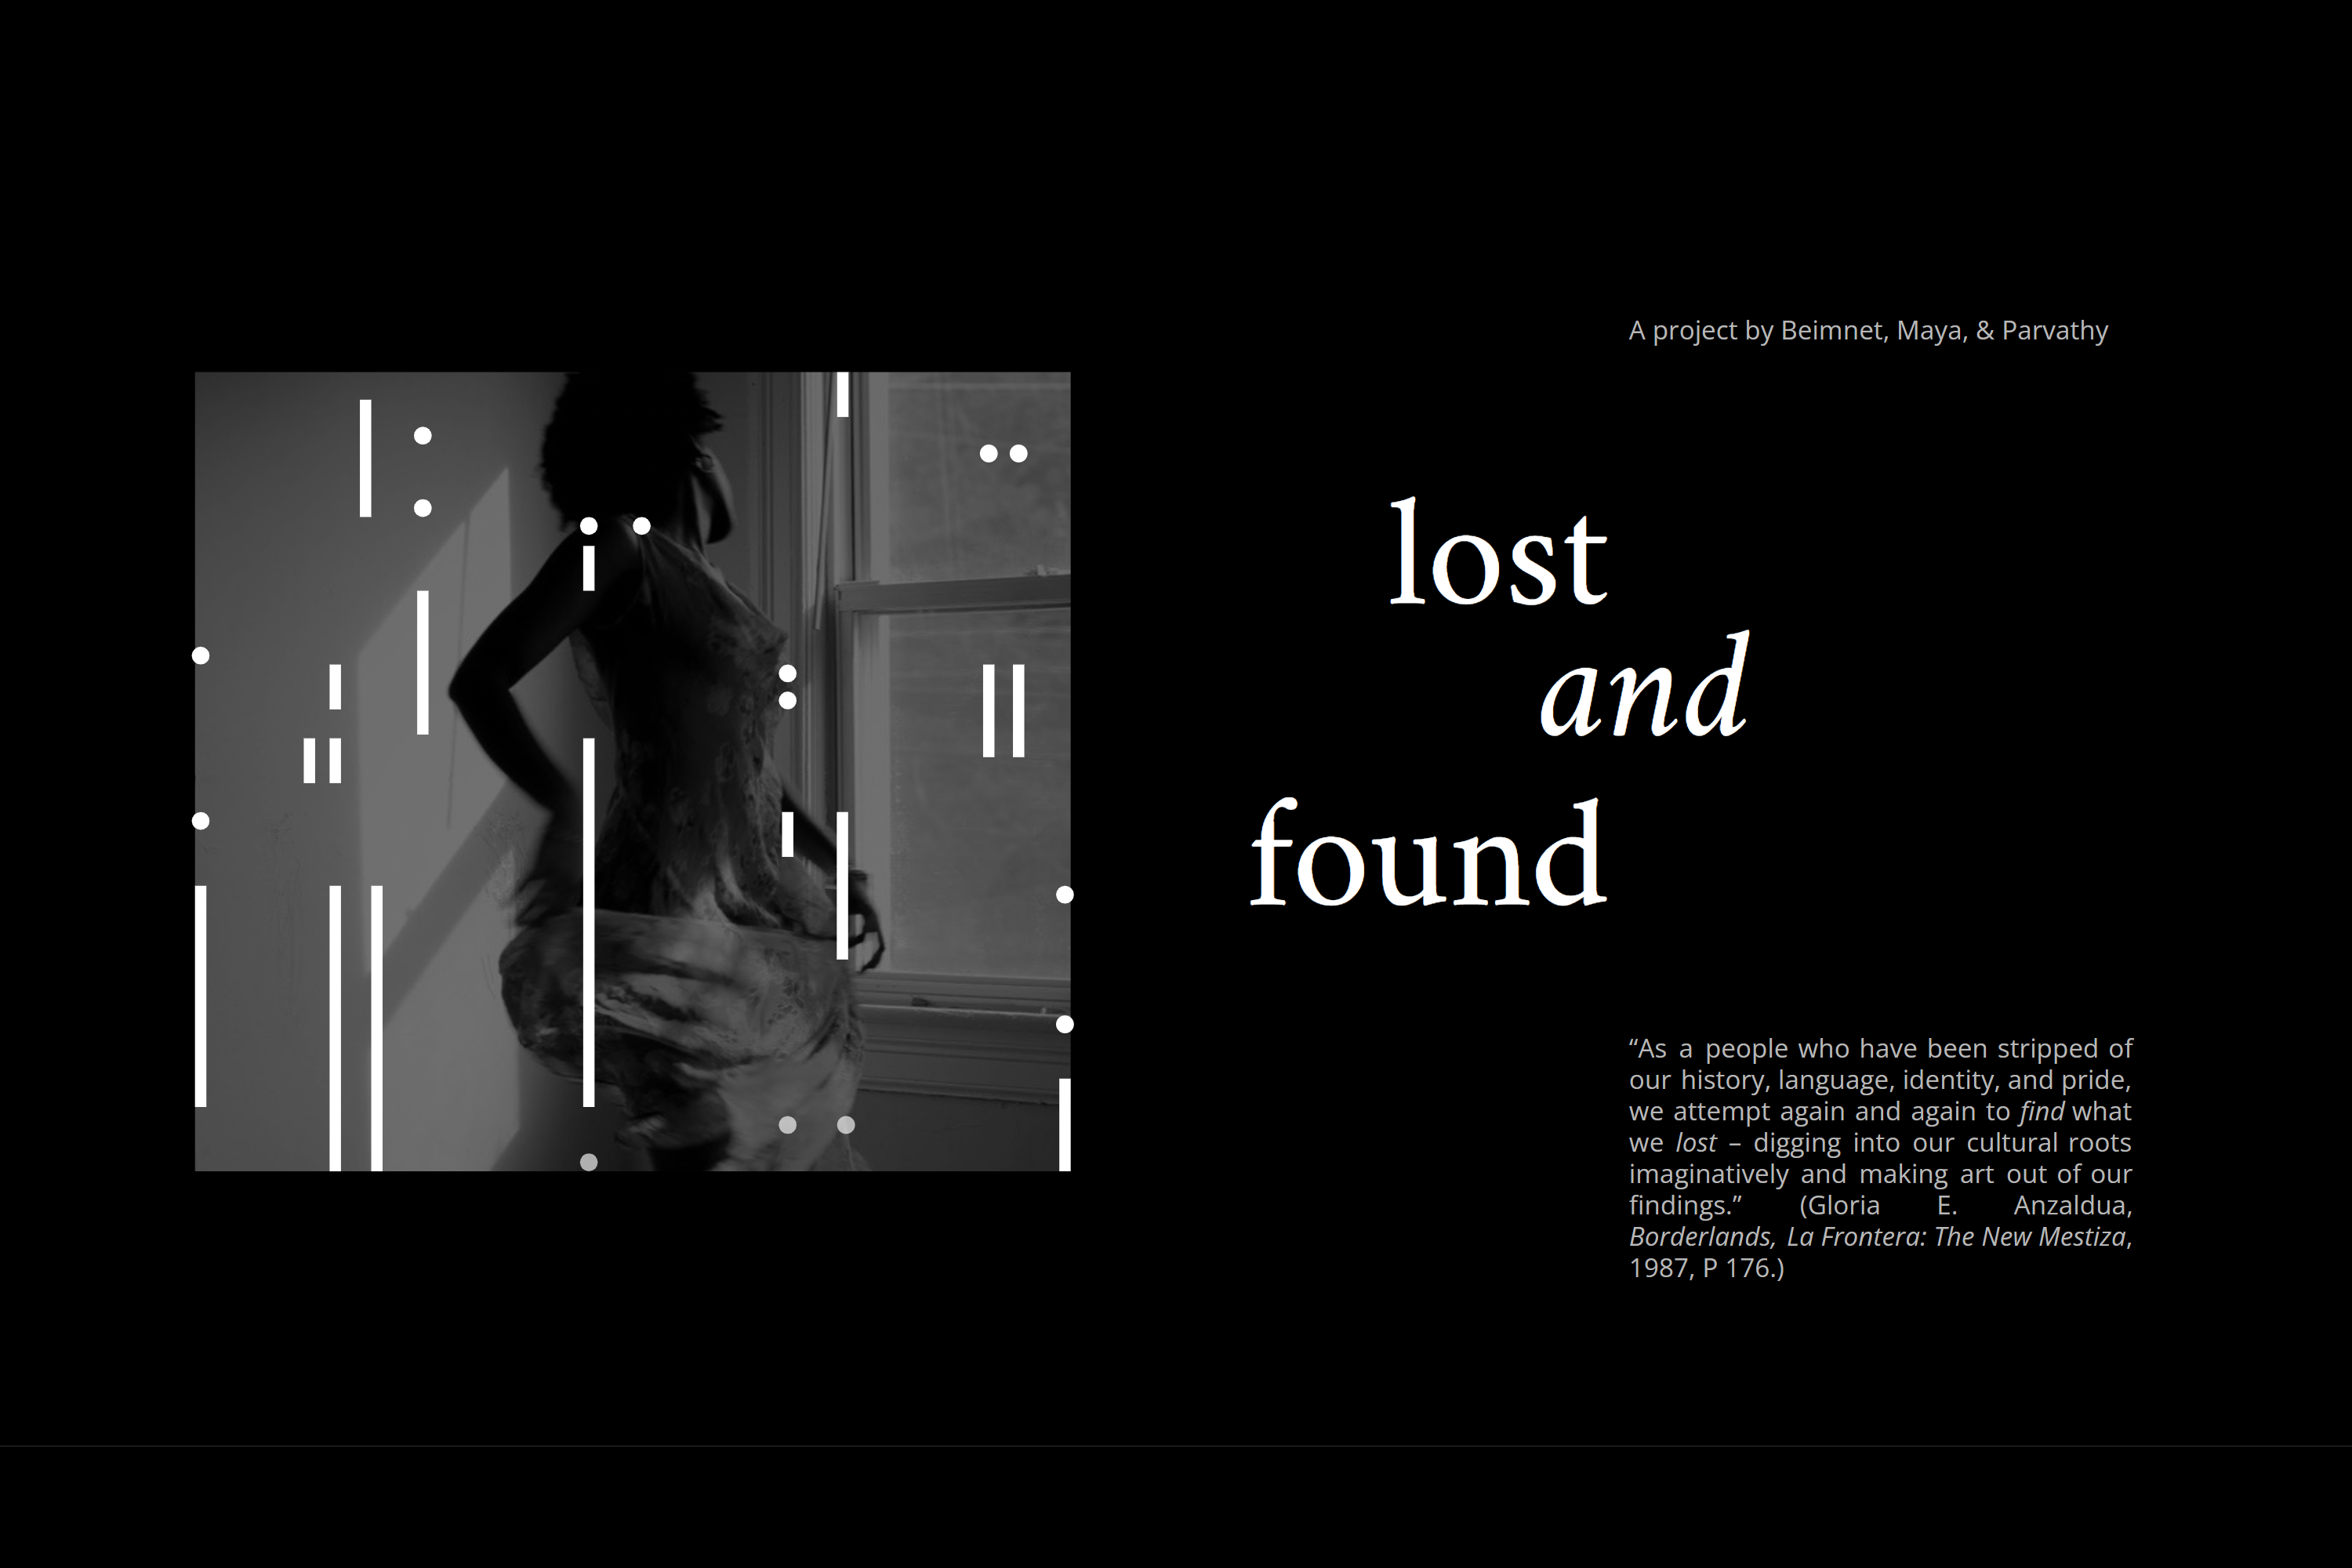 A project by Beimnet, Maya, & Parvathy
lost
and
found
“As a people who have been stripped of
our history, language, identity, and pride,
we attempt again and again to find what
we lost – digging into our cultural roots
imaginatively and making art out of our
findings.” (Gloria E. Anzaldua,
Borderlands, La Frontera: The New Mestiza,
1987, P 176.)